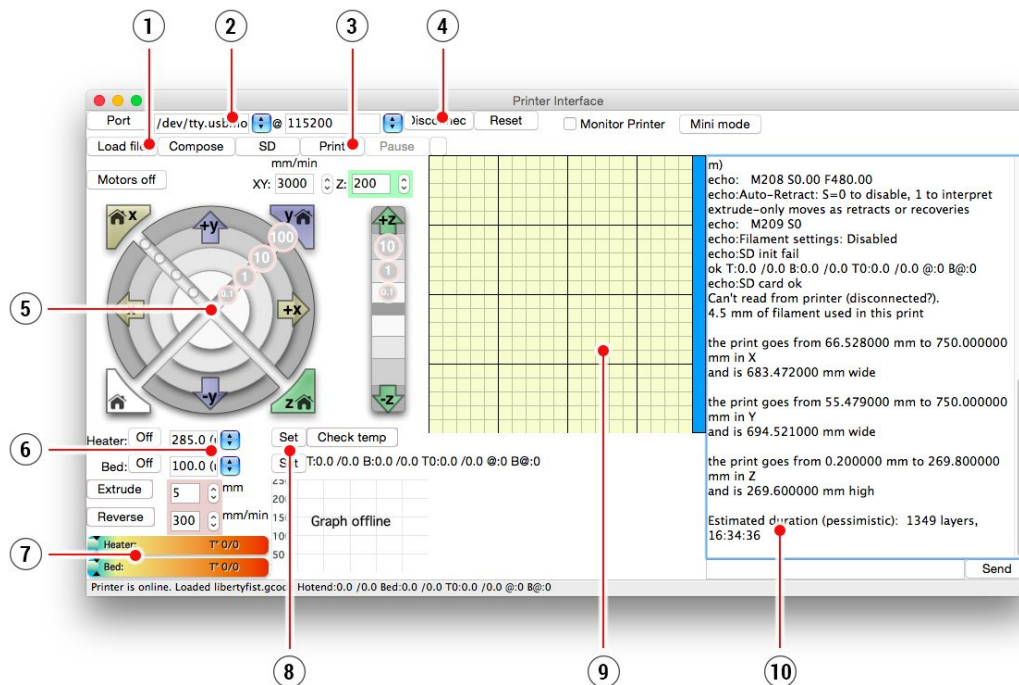 1
2
3
4
Printer Interface
Port /dev/tty.usb @ 115200 Reset Monitor Printer Mini mode
Load Compose SD Print Pause
mm/min
Motors off XY: 3000 Z: 200
x
+y
y
100
10
1
0.1
+x
-y
z
+z
10
1
0.1
-z
5
Heater: Off 285.0 Set Check temp
Bed: Off 100.0 T:0.0 /0.0 B:0.0 /0.0 T0:0.0 /0.0 @:0 B@:0
6
Extrude 5 mm
Reverse 300 mm/min
50
Graph offline
7
Heater: T° 0/0
Bed: T° 0/0
m)
echo: M208 S0.00 F480.00
echo:Auto-Retract: S=0 to disable, 1 to interpret
extrude-only moves as retracts or recoveries
echo: M209 S0
echo:Filament settings: Disabled
echo:SD init fail
ok T:0.0 /0.0 B:0.0 /0.0 T0:0.0 /0.0 @:0 B@:0
echo:SD card ok
Can't read from printer (disconnected?).
4.5 mm of filament used in this print
the print goes from 66.528000 mm to 750.000000
mm in X
and is 683.472000 mm wide
the print goes from 55.479000 mm to 750.000000
mm in Y
and is 694.521000 mm wide
the print goes from 0.200000 mm to 269.800000
mm in Z
and is 269.600000 mm high
Estimated duration (pessimistic): 1349 layers,
16:34:36
Send
Printer is online. Loaded Hotend:0.0 /0.0 Bed:0.0 /0.0 T0:0.0 /0.0 @:0 B@:0
8
9
10